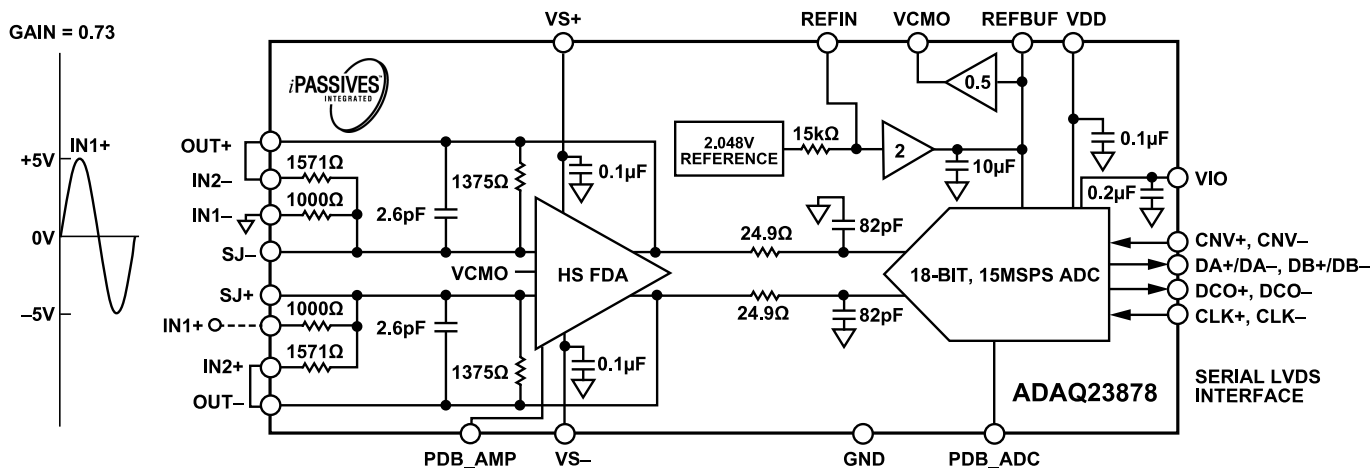 GAIN = 0.73
VS+
REFIN
VCMO
REFBUF
VDD
iPASSIVES™
INTEGRATED
0.5
IN1+
+5V
0V
–5V
OUT+
IN2–
IN1–
SJ–
SJ+
IN1+
IN2+
OUT–
1571Ω
1000Ω
1000Ω
1571Ω
2.6pF
2.6pF
1375Ω
1375Ω
0.1µF
0.1µF
VCMO
HS FDA
2.048V
REFERENCE
15kΩ
2
10µF
0.1µF
0.2µF
24.9Ω
24.9Ω
82pF
82pF
18-BIT, 15MSPS ADC
VIO
CNV+, CNV–
DA+/DA–, DB+/DB–
DCO+, DCO–
CLK+, CLK–
ADAQ23878
SERIAL LVDS
INTERFACE
PDB_AMP
VS–
GND
PDB_ADC